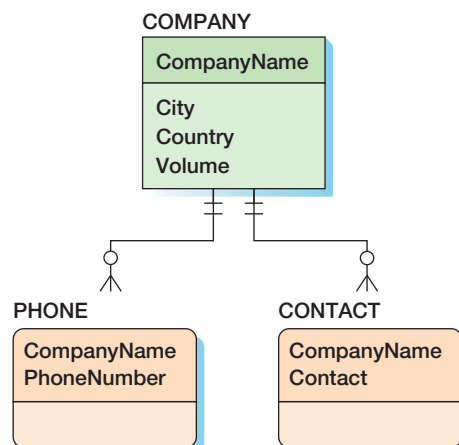 COMPANY
CompanyName
City
Country
Volume
PHONE
CompanyName
PhoneNumber
CONTACT
CompanyName
Contact